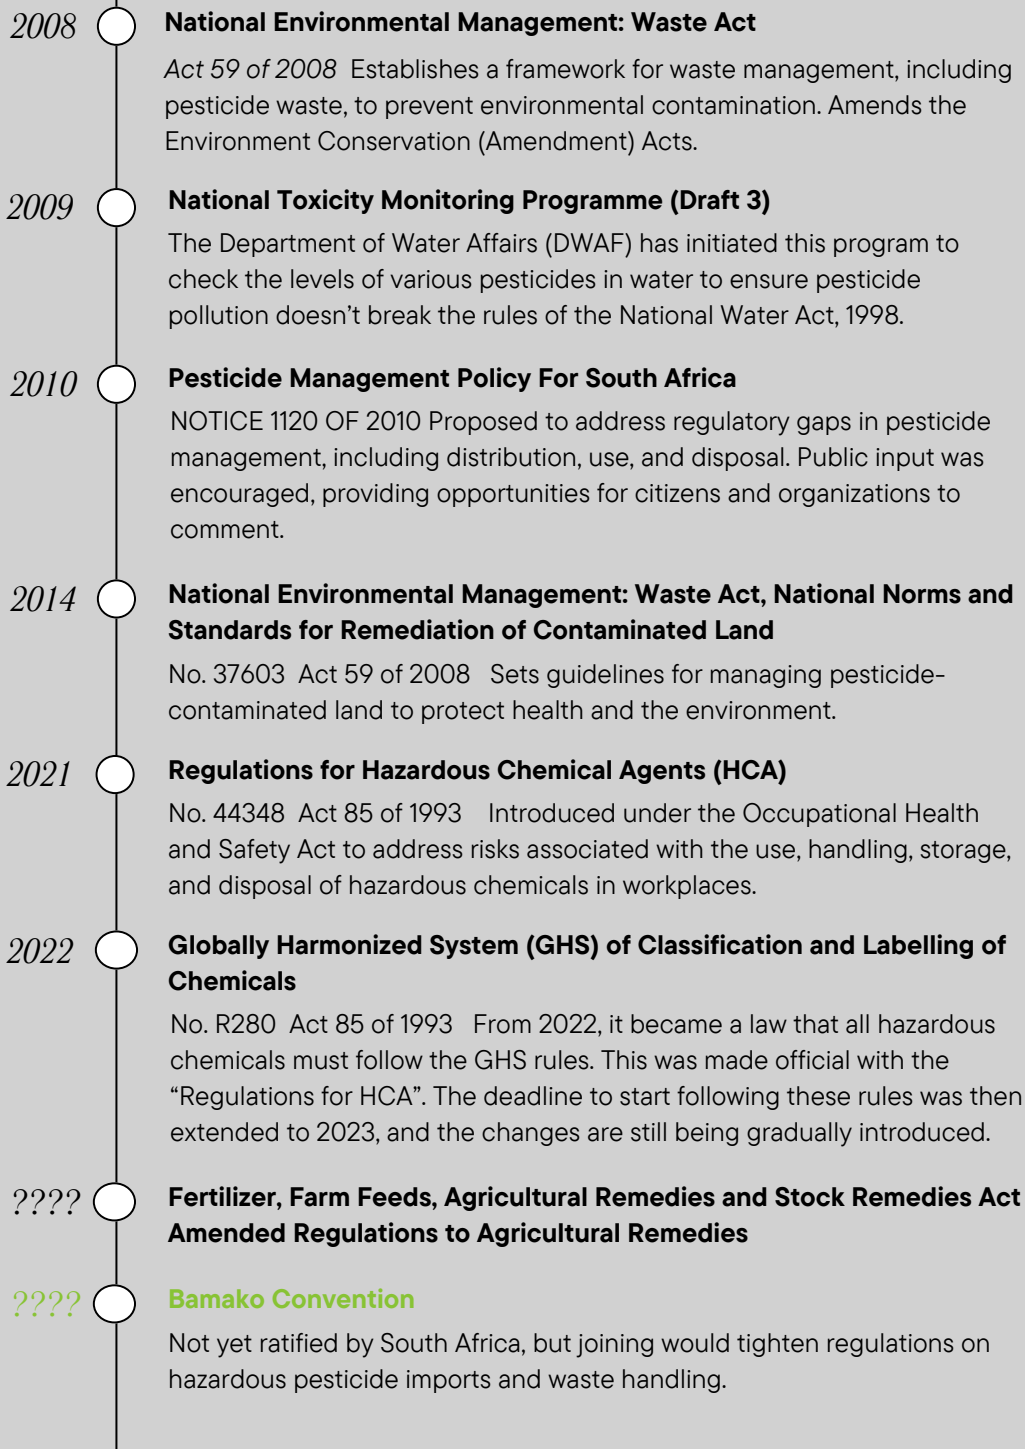 2008
National Environmental Management: Waste Act
Act 59 of 2008 Establishes a framework for waste management, including
pesticide waste, to prevent environmental contamination. Amends the
Environment Conservation (Amendment) Acts.
2009
National Toxicity Monitoring Programme (Draft 3)
The Department of Water Affairs (DWAF) has initiated this program to
check the levels of various pesticides in water to ensure pesticide
pollution doesn't break the rules of the National Water Act, 1998.
2010
Pesticide Management Policy For South Africa
NOTICE 1120 OF 2010 Proposed to address regulatory gaps in pesticide
management, including distribution, use, and disposal. Public input was
encouraged, providing opportunities for citizens and organizations to
comment.
2014
National Environmental Management: Waste Act, National Norms and
Standards for Remediation of Contaminated Land
No. 37603 Act 59 of 2008 Sets guidelines for managing pesticide-
contaminated land to protect health and the environment.
2021
Regulations for Hazardous Chemical Agents (HCA)
No. 44348 Act 85 of 1993 Introduced under the Occupational Health
and Safety Act to address risks associated with the use, handling, storage,
and disposal of hazardous chemicals in workplaces.
2022
Globally Harmonized System (GHS) of Classification and Labelling of
Chemicals
No. R280 Act 85 of 1993 From 2022, it became a law that all hazardous
chemicals must follow the GHS rules. This was made official with the
“Regulations for HCA”. The deadline to start following these rules was then
extended to 2023, and the changes are still being gradually introduced.
????
Fertilizer, Farm Feeds, Agricultural Remedies and Stock Remedies Act
Amended Regulations to Agricultural Remedies
????
Bamako Convention
Not yet ratified by South Africa, but joining would tighten regulations on
hazardous pesticide imports and waste handling.